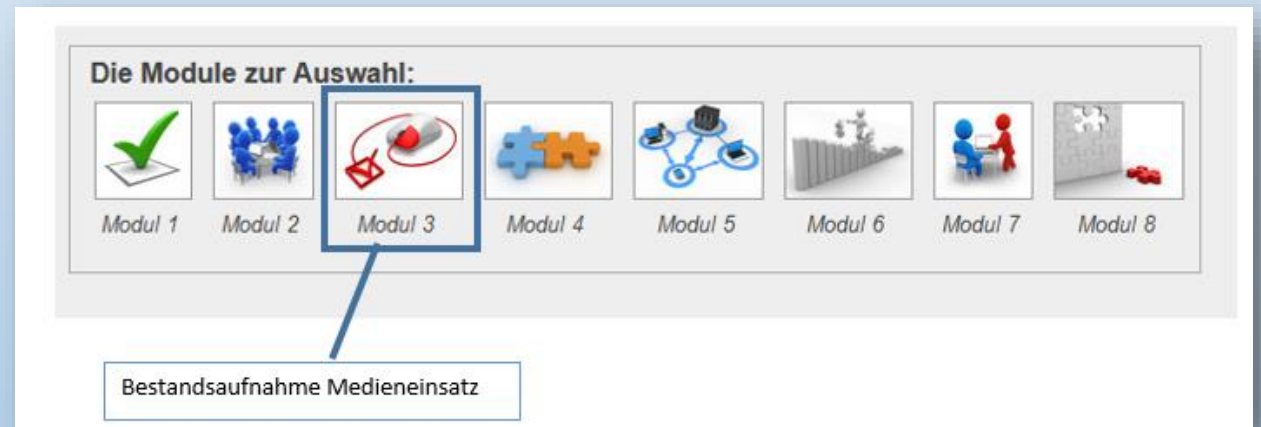 Die Module zur Auswahl:
Modul 1 Modul 2 Modul 3 Modul 4 Modul 5 Modul 6 Modul 7 Modul 8
Bestandsaufnahme Medieneinsatz